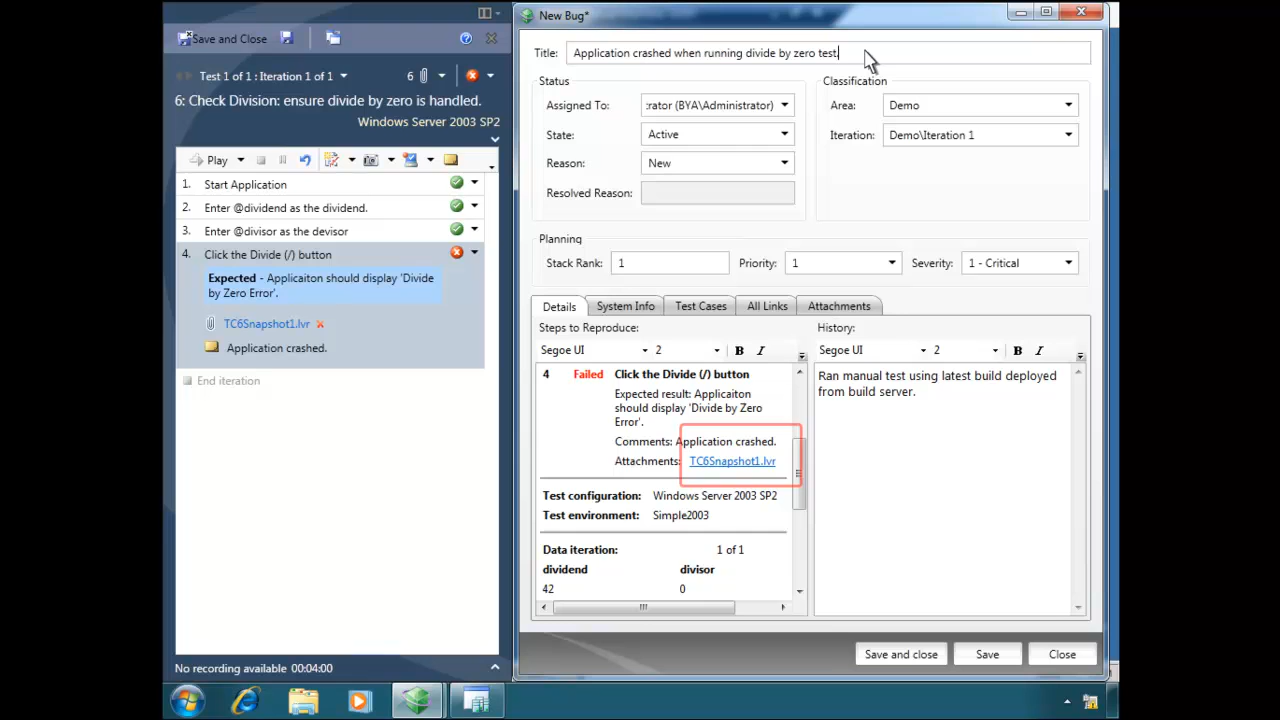 Save and Close
Test 1 of 1 : Iteration 1 of 1
6
6: Check Division: ensure divide by zero is handled.
Windows Server 2003 SP2
Play
1. Start Application
2. Enter @dividend as the dividend.
3. Enter @divisor as the devisor
4. Click the Divide (/) button
Expected - Applicaiton should display 'Divide
by Zero Error'.
TC6Snapshot1.lvr
Application crashed.
End iteration
No recording available 00:04:00
New Bug*
Title: Application crashed when running divide by zero test.
Status
Assigned To: :rator (BYA\Administrator)
State: Active
Reason: New
Resolved Reason:
Classification
Area: Demo
Iteration: Demo\Iteration 1
Planning
Stack Rank: 1 Priority: 1 Severity: 1 - Critical
Details System Info Test Cases All Links Attachments
Steps to Reproduce:
Segoe UI 2 B I
4 Failed Click the Divide (/) button
Expected result: Applicaiton
should display 'Divide by Zero
Error'.
Comments: Application crashed.
Attachments: TC6Snapshot1.lvr
Test configuration: Windows Server 2003 SP2
Test environment: Simple2003
Data iteration: 1 of 1
dividend divisor
42 0
History:
Segoe UI 2 B I
Ran manual test using latest build deployed
from build server.
Save and close Save Close